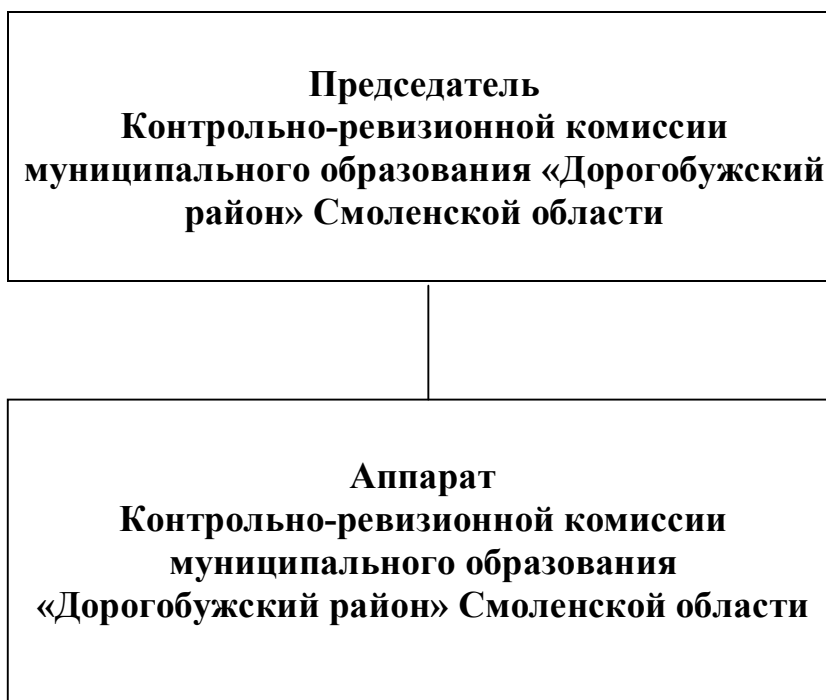 Председатель
Контрольно-ревизионной комиссии
муниципального образования «Дорогобужский
район» Смоленской области
Аппарат
Контрольно-ревизионной комиссии
муниципального образования
«Дорогобужский район» Смоленской области